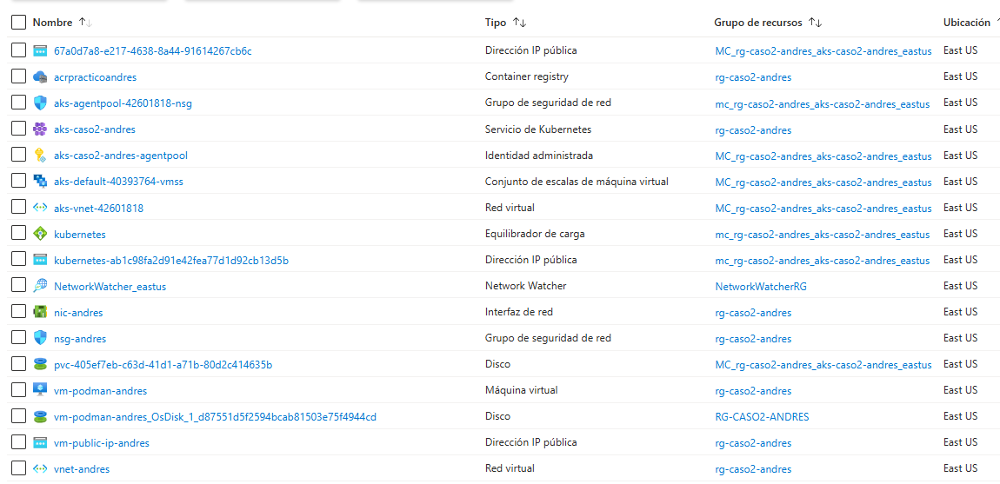 Nombre ↑↓ Tipo ↑↓ Grupo de recursos ↑↓ Ubicación ↑
67a0d7a8-e217-4638-8a44-91614267cb6c Dirección IP pública MC_rg-caso2-andres_aks-caso2-andres_eastus East US
acrpracticoandres Container registry rg-caso2-andres East US
aks-agentpool-42601818-nsg Grupo de seguridad de red mc_rg-caso2-andres_aks-caso2-andres_eastus East US
aks-caso2-andres Servicio de Kubernetes rg-caso2-andres East US
aks-caso2-andres-agentpool Identidad administrada MC_rg-caso2-andres_aks-caso2-andres_eastus East US
aks-default-40393764-vmss Conjunto de escalas de máquina virtual MC_rg-caso2-andres_aks-caso2-andres_eastus East US
aks-vnet-42601818 Red virtual MC_rg-caso2-andres_aks-caso2-andres_eastus East US
kubernetes Equilibrador de carga mc_rg-caso2-andres_aks-caso2-andres_eastus East US
kubernetes-ab1c98fa2d91e42fea77d1d92cb13d5b Dirección IP pública mc_rg-caso2-andres_aks-caso2-andres_eastus East US
NetworkWatcher_eastus Network Watcher NetworkWatcherRG East US
nic-andres Interfaz de red rg-caso2-andres East US
nsg-andres Grupo de seguridad de red rg-caso2-andres East US
pvc-405ef7eb-c63d-41d1-a71b-80d2c414635b Disco MC_rg-caso2-andres_aks-caso2-andres_eastus East US
vm-podman-andres Máquina virtual rg-caso2-andres East US
vm-podman-andres_OsDisk_1_d87551d5f2594bcab81503e75f4944cd Disco RG-CASO2-ANDRES East US
vm-public-ip-andres Dirección IP pública rg-caso2-andres East US
vnet-andres Red virtual rg-caso2-andres East US